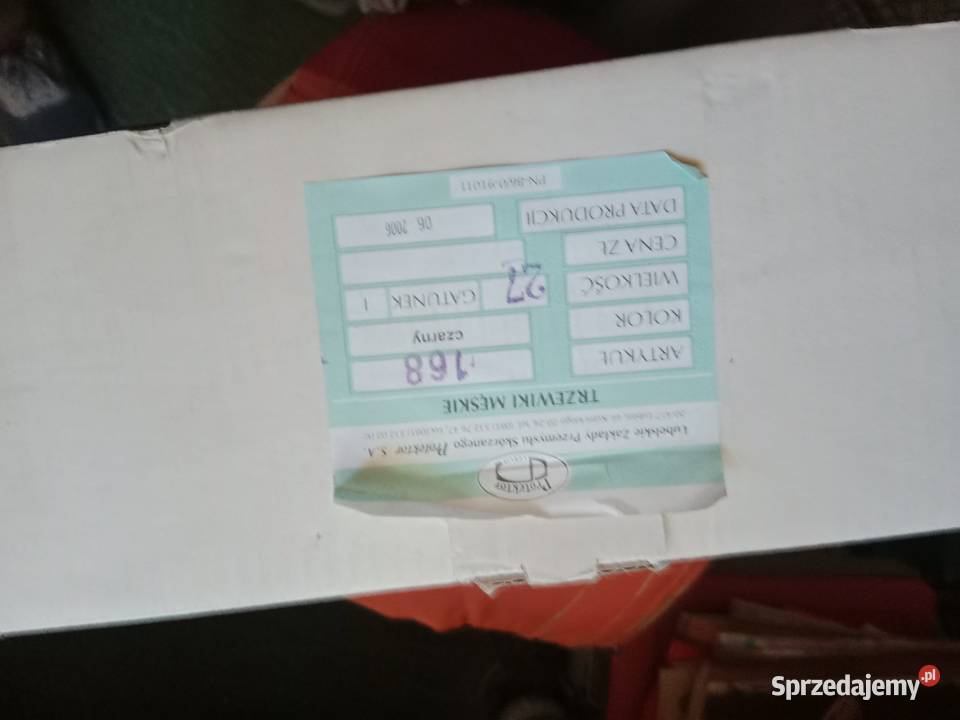 Protektor
Lubelskie Zakłady Przemysłu Skórzanego Protektor S.A.
TRZEWIKI MĘSKIE
ARTYKUŁ 168
KOLOR czarny
WIELKOŚĆ 27 GATUNEK I
CENA ZŁ
DATA PRODUKCJI 06 2006
PN-86/O-91011
Sprzedajemy.pl